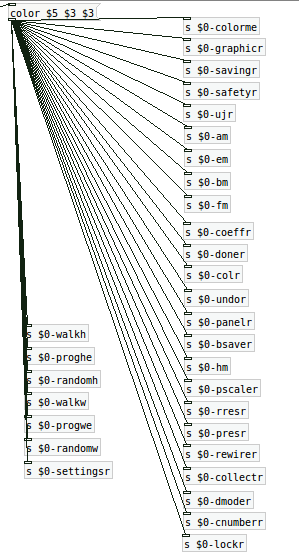 color $5 $3 $3
s $0-colorme
s $0-graphicr
s $0-savingr
s $0-safetyr
s $0-ujr
s $0-am
s $0-em
s $0-bm
s $0-fm
s $0-coeffr
s $0-doner
s $0-colr
s $0-undor
s $0-panelr
s $0-bsaver
s $0-hm
s $0-pscaler
s $0-rresr
s $0-presr
s $0-rewirer
s $0-collectr
s $0-dmoder
s $0-cnumberr
s $0-lockr
s $0-walkh
s $0-proghe
s $0-randomh
s $0-walkw
s $0-progwe
s $0-randomw
s $0-settingsr